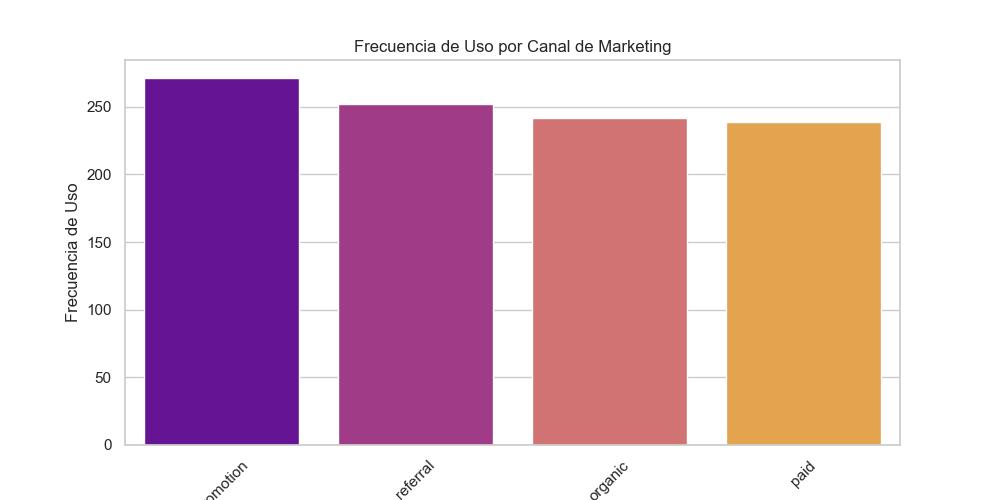 Frecuencia de Uso por Canal de Marketing
Frecuencia de Uso
250
200
150
100
50
0
omotion
referral
organic
paid